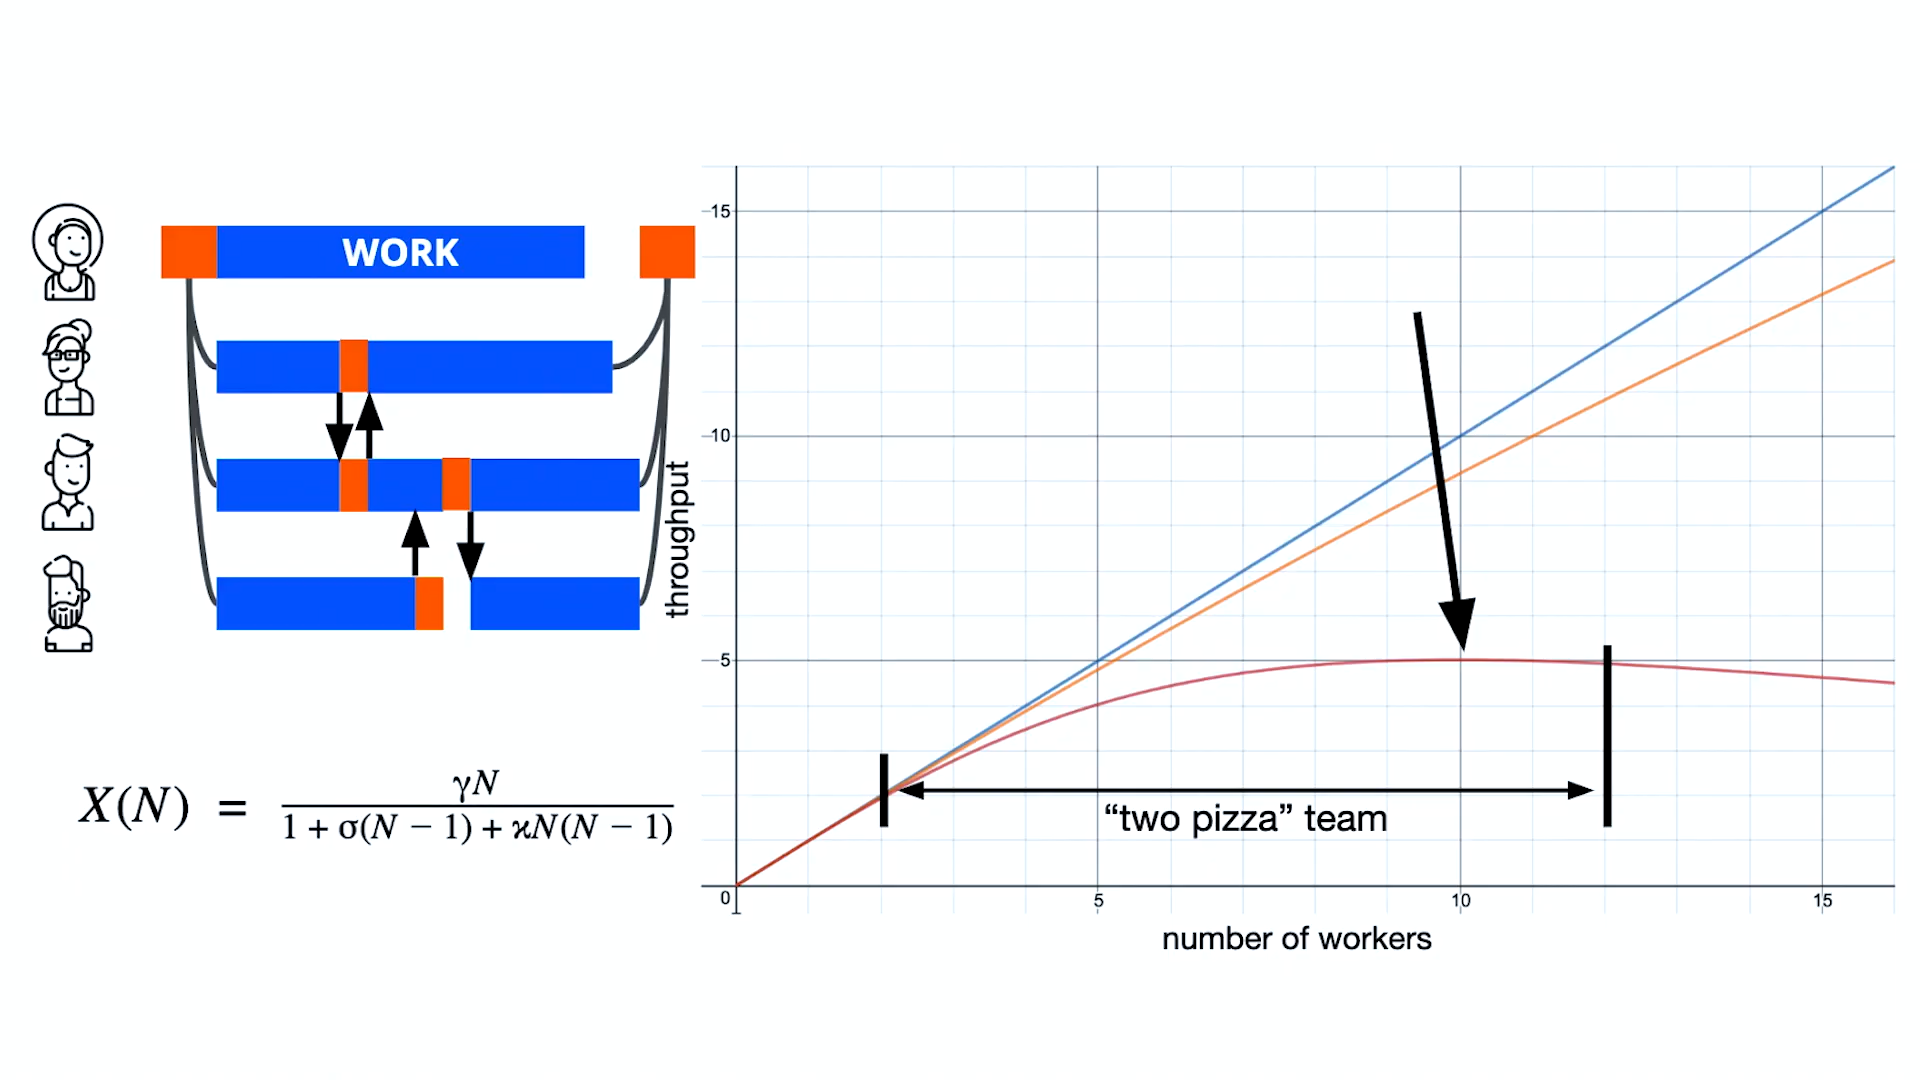 WORK
X(N) = γN / 1 + σ(N − 1) + ϰN(N − 1)
throughput
15
10
5
0
5
10
15
“two pizza” team
number of workers